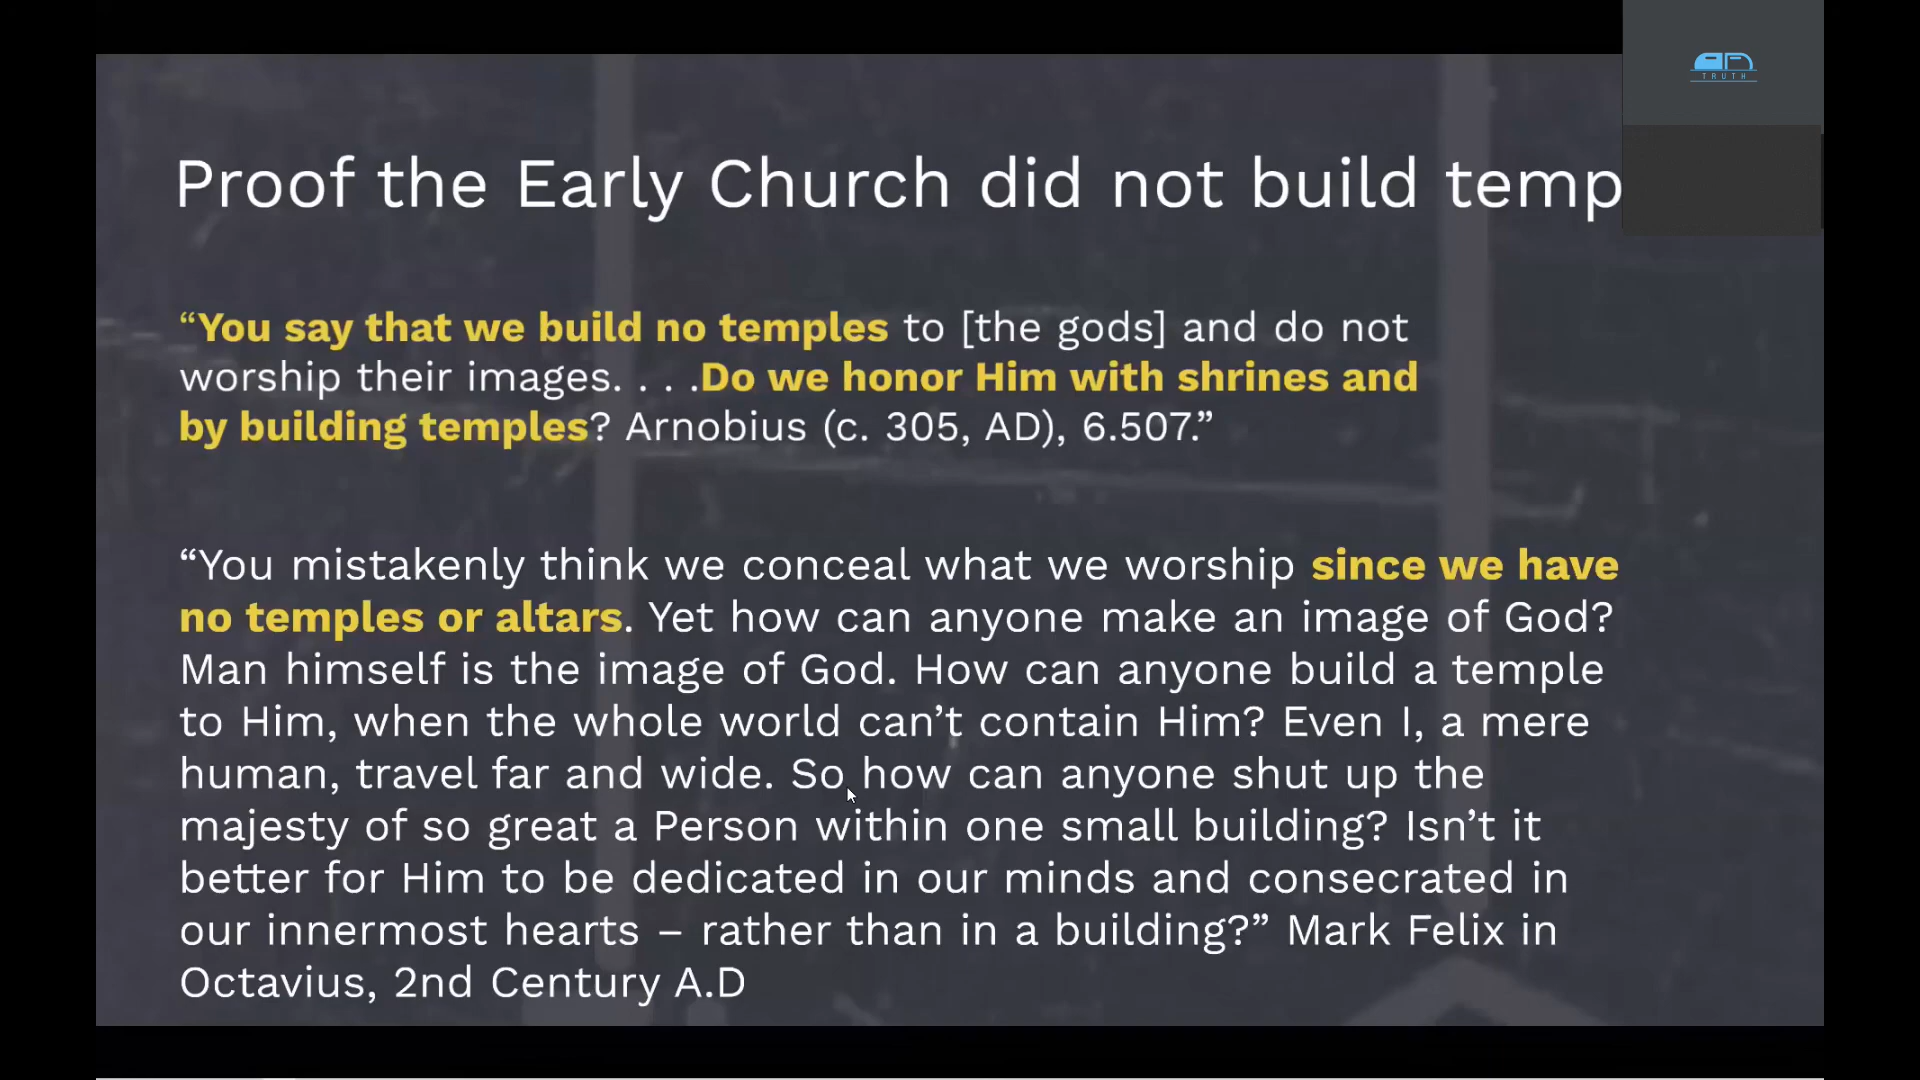 TRUTH
Proof the Early Church did not build temp
“You say that we build no temples to [the gods] and do not
worship their images. . . .Do we honor Him with shrines and
by building temples? Arnobius (c. 305, AD), 6.507.”
“You mistakenly think we conceal what we worship since we have
no temples or altars. Yet how can anyone make an image of God?
Man himself is the image of God. How can anyone build a temple
to Him, when the whole world can’t contain Him? Even I, a mere
human, travel far and wide. So how can anyone shut up the
majesty of so great a Person within one small building? Isn’t it
better for Him to be dedicated in our minds and consecrated in
our innermost hearts – rather than in a building?” Mark Felix in
Octavius, 2nd Century A.D